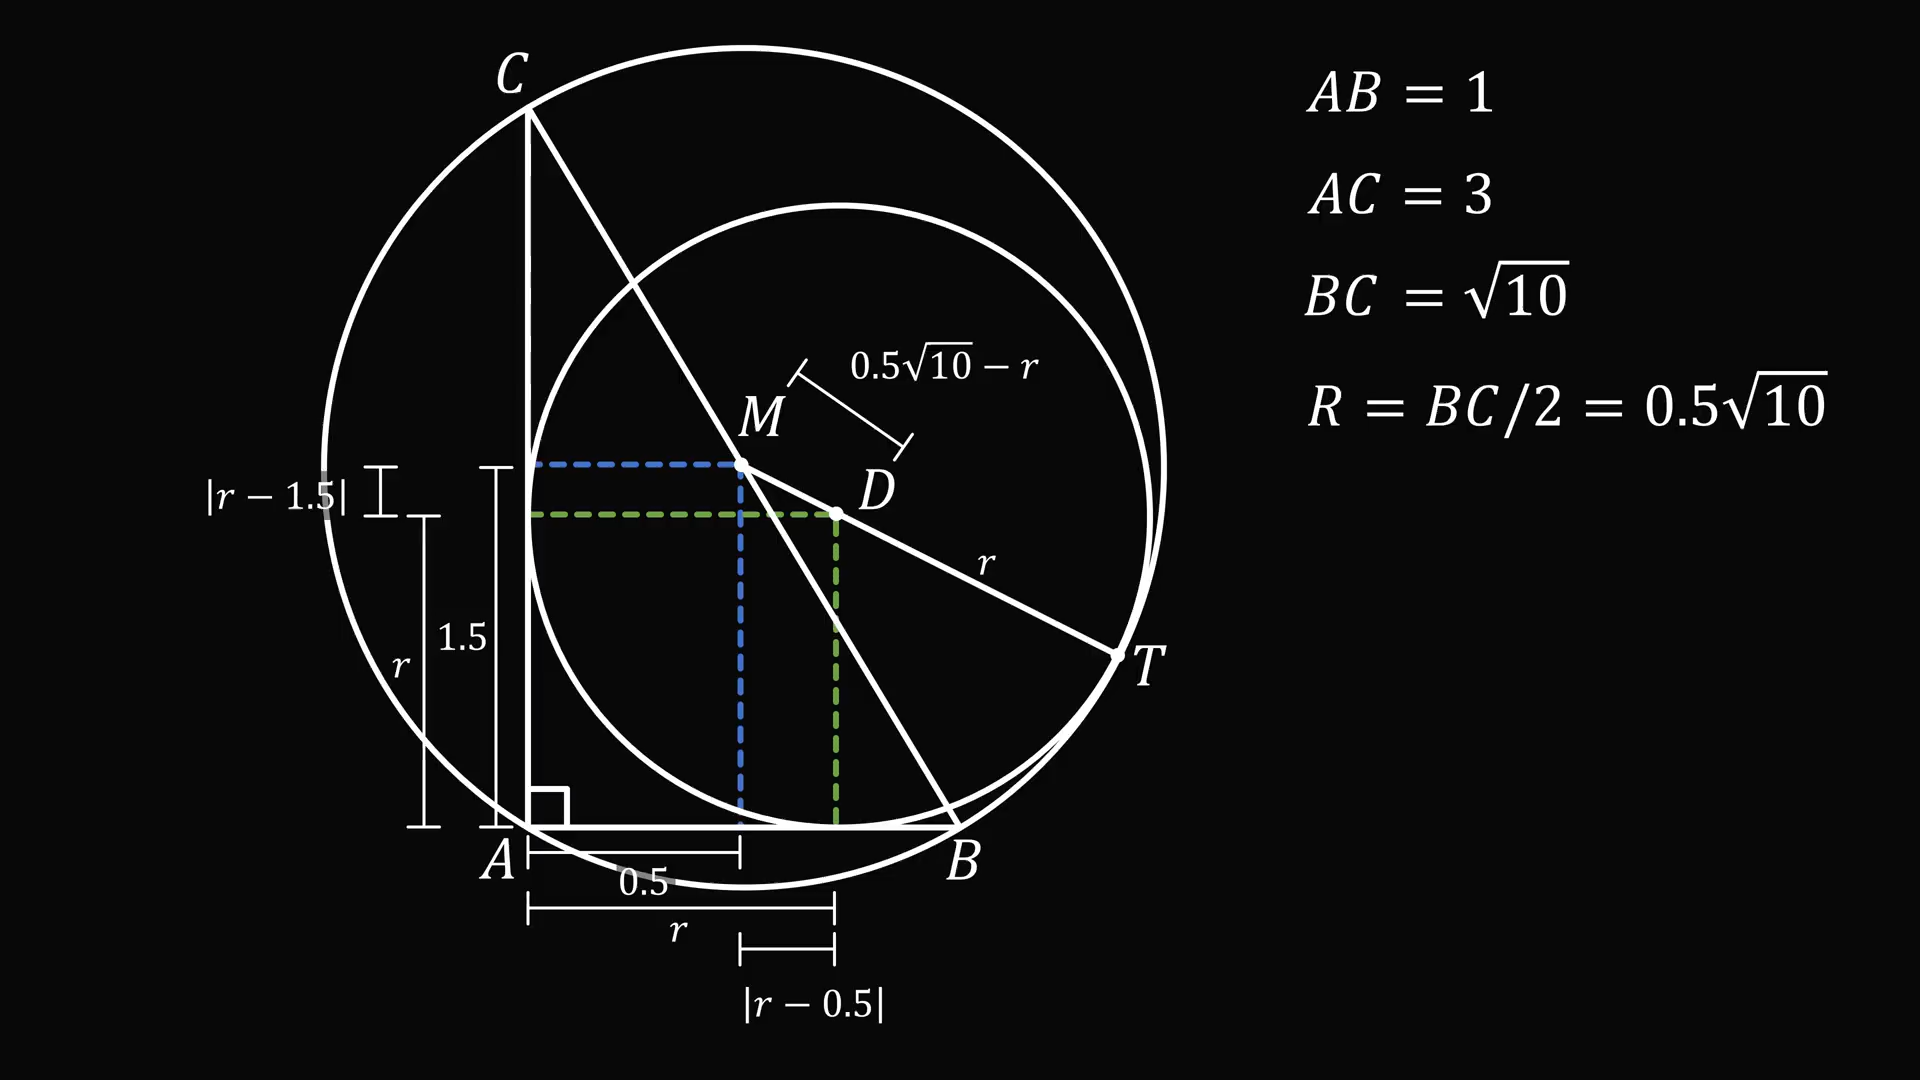 C
AB = 1
AC = 3
BC = √10
0.5√10 − r
R = BC/2 = 0.5√10
M
D
|r − 1.5|
r
1.5
r
T
A
B
0.5
r
|r − 0.5|